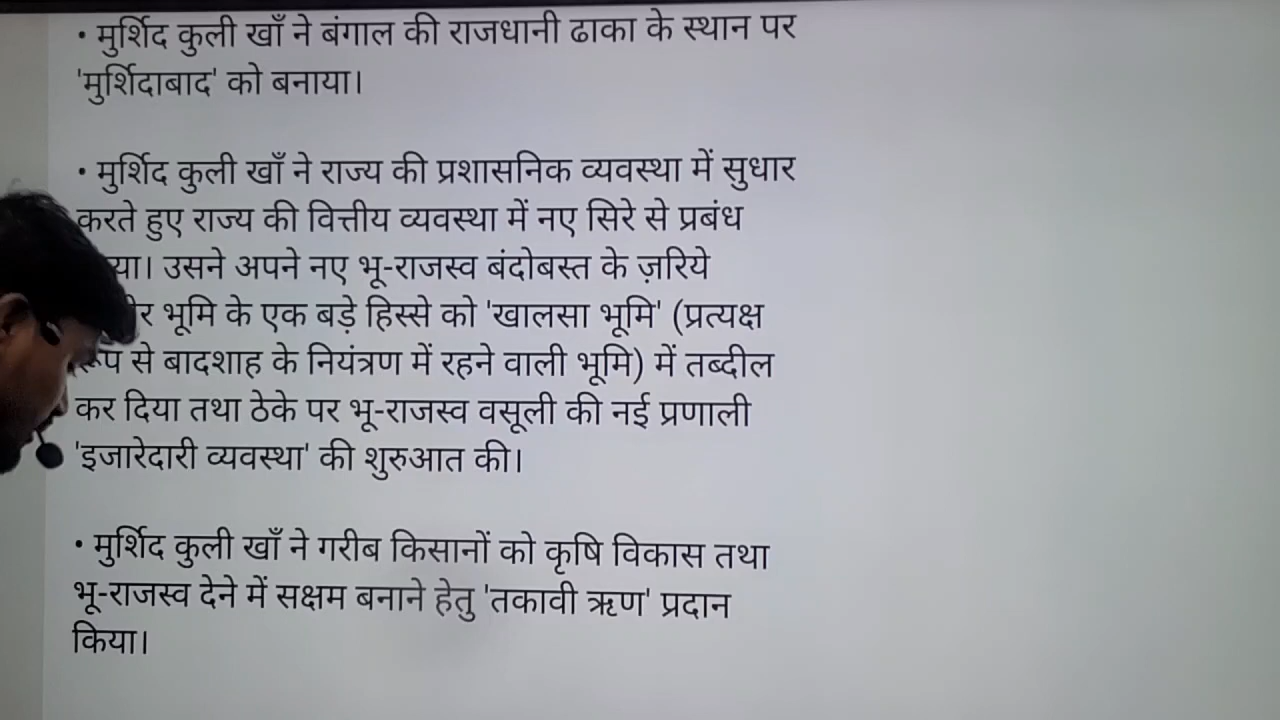 • मुर्शिद कुली खाँ ने बंगाल की राजधानी ढाका के स्थान पर
'मुर्शिदाबाद' को बनाया।
• मुर्शिद कुली खाँ ने राज्य की प्रशासनिक व्यवस्था में सुधार
करते हुए राज्य की वित्तीय व्यवस्था में नए सिरे से प्रबंध
उसने अपने नए भू-राजस्व बंदोबस्त के ज़रिये
भूमि के एक बड़े हिस्से को 'खालसा भूमि' (प्रत्यक्ष
रूप से बादशाह के नियंत्रण में रहने वाली भूमि) में तब्दील
कर दिया तथा ठेके पर भू-राजस्व वसूली की नई प्रणाली
'इजारेदारी व्यवस्था' की शुरुआत की।
• मुर्शिद कुली खाँ ने गरीब किसानों को कृषि विकास तथा
भू-राजस्व देने में सक्षम बनाने हेतु 'तकावी ऋण' प्रदान
किया।